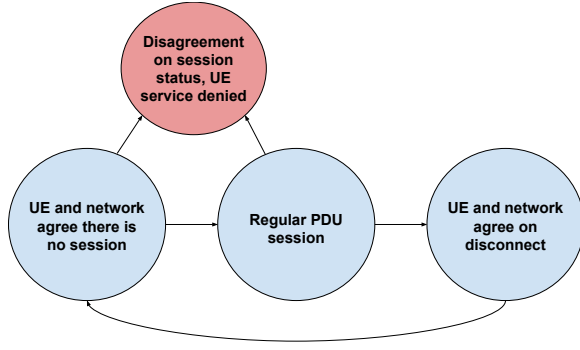 Disagreement
on session
status, UE
service denied
UE and network
agree there is
no session
Regular PDU
session
UE and network
agree on
disconnect